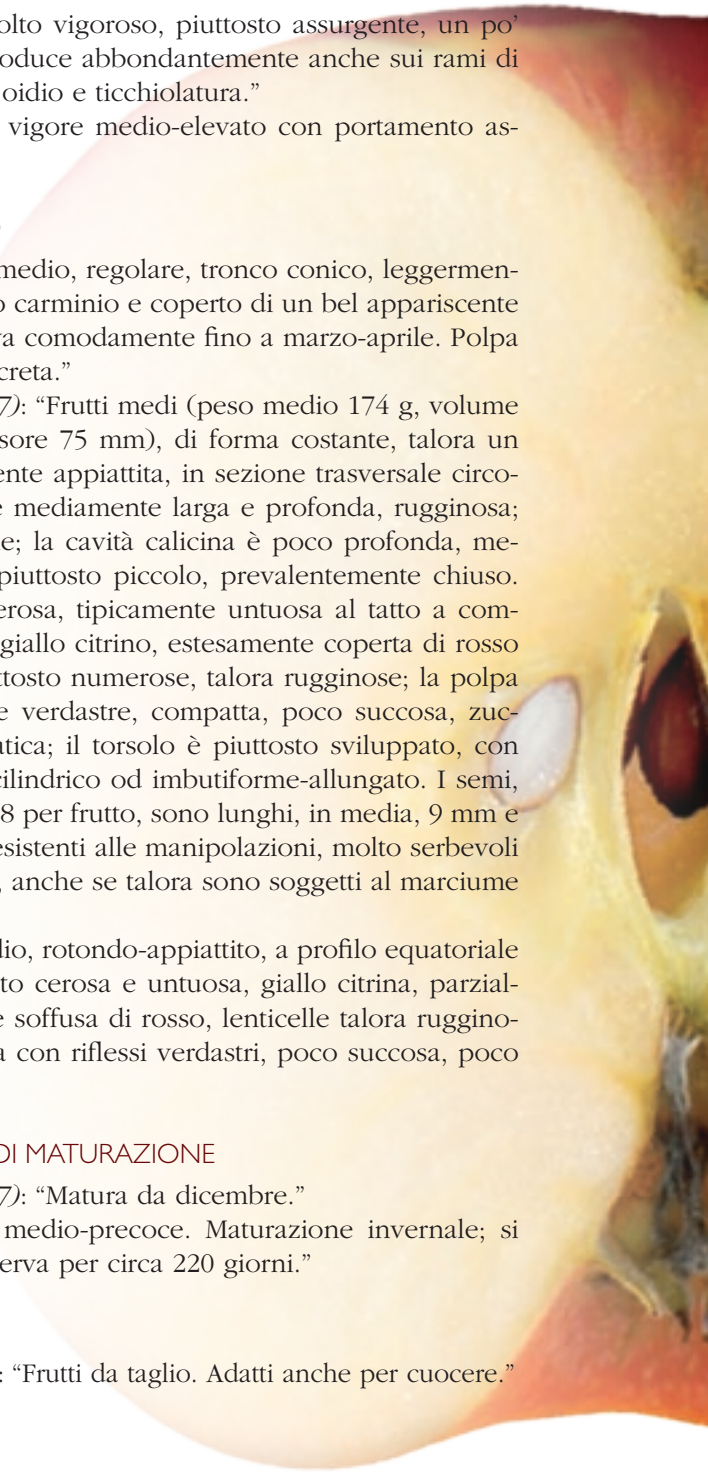 olto vigoroso, piuttosto assurgente, un po’
oduce abbondantemente anche sui rami di
oidio e ticchiolatura.”
vigore medio-elevato con portamento as-
medio, regolare, tronco conico, leggermen-
o carminio e coperto di un bel appariscente
va comodamente fino a marzo-aprile. Polpa
creta.”
7): “Frutti medi (peso medio 174 g, volume
sore 75 mm), di forma costante, talora un
ente appiattita, in sezione trasversale circo-
e mediamente larga e profonda, rugginosa;
e; la cavità calicina è poco profonda, me-
piuttosto piccolo, prevalentemente chiuso.
erosa, tipicamente untuosa al tatto a com-
giallo citrino, estesamente coperta di rosso
ttosto numerose, talora rugginose; la polpa
e verdastre, compatta, poco succosa, zuc-
atica; il torsolo è piuttosto sviluppato, con
cilindrico od imbutiforme-allungato. I semi,
8 per frutto, sono lunghi, in media, 9 mm e
esistenti alle manipolazioni, molto serbevoli
, anche se talora sono soggetti al marciume
dio, rotondo-appiattito, a profilo equatoriale
to cerosa e untuosa, giallo citrina, parzial-
e soffusa di rosso, lenticelle talora ruggino-
a con riflessi verdastri, poco succosa, poco
DI MATURAZIONE
7): “Matura da dicembre.”
medio-precoce. Maturazione invernale; si
erva per circa 220 giorni.”
: “Frutti da taglio. Adatti anche per cuocere.”